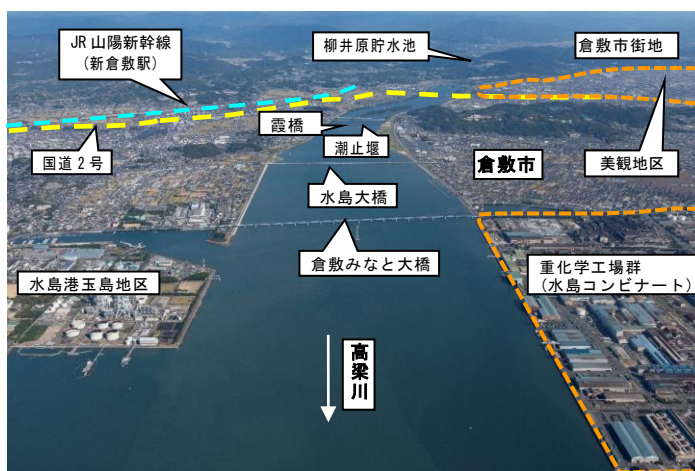 JR山陽新幹線
(新倉敷駅)
柳井原貯水池
倉敷市街地
霞橋
潮止堰
国道2号
倉敷市
美観地区
水島大橋
倉敷みなと大橋
水島港玉島地区
重化学工場群
(水島コンビナート)
高梁川